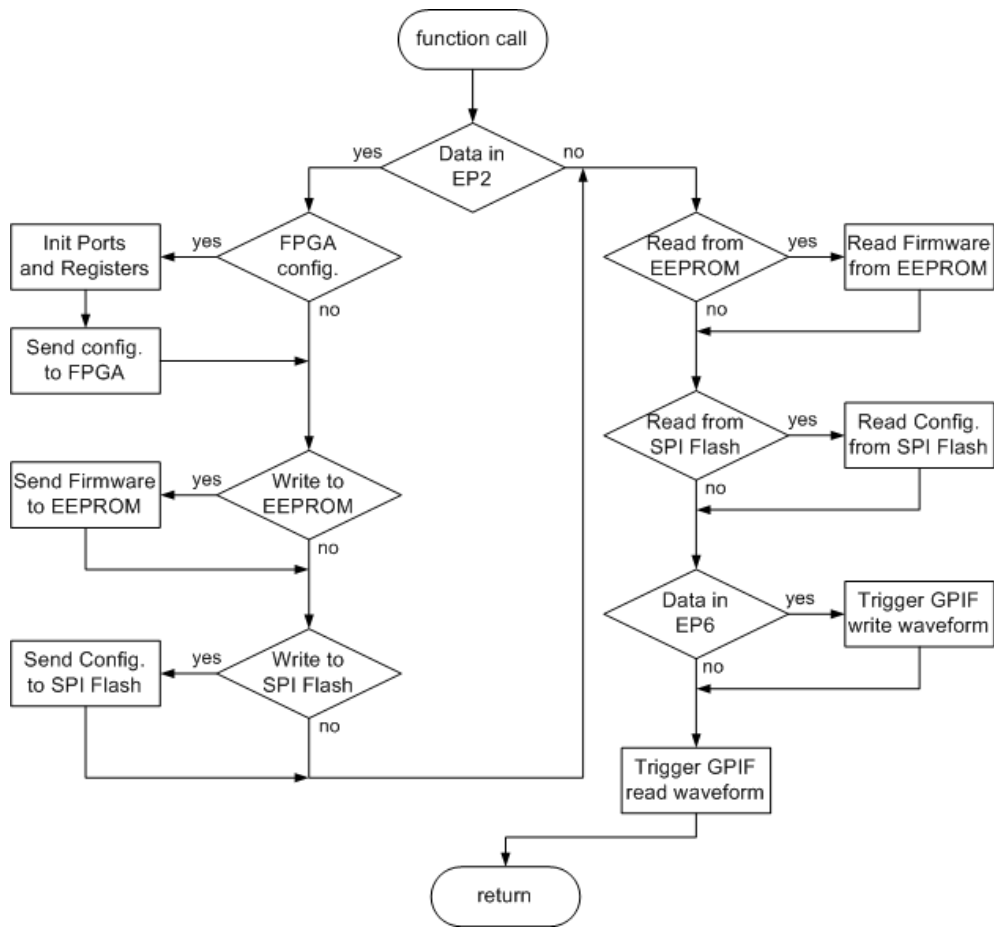 function call
yes
Data in
EP2
no
Init Ports
and Registers
yes
FPGA
config.
no
Send config.
to FPGA
Send Firmware
to EEPROM
yes
Write to
EEPROM
no
Send Config.
to SPI Flash
yes
Write to
SPI Flash
no
Read from
EEPROM
yes
Read Firmware
from EEPROM
no
Read from
SPI Flash
yes
Read Config.
from SPI Flash
no
Data in
EP6
yes
Trigger GPIF
write waveform
no
Trigger GPIF
read waveform
return